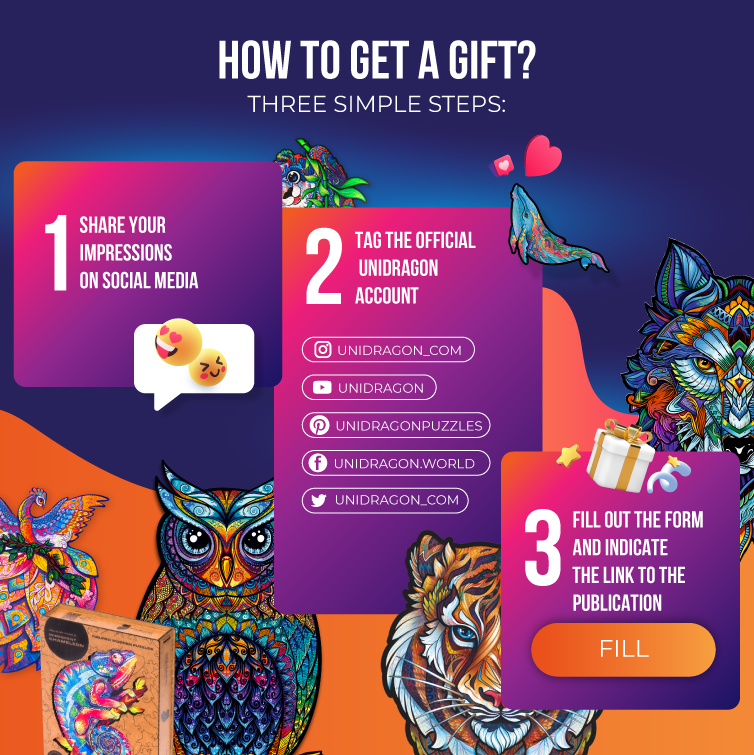 HOW TO GET A GIFT?
THREE SIMPLE STEPS:
1
SHARE YOUR
IMPRESSIONS
ON SOCIAL MEDIA
2
TAG THE OFFICIAL
UNIDRAGON
ACCOUNT
UNIDRAGON_COM
UNIDRAGON
UNIDRAGONPUZZLES
UNIDRAGON.WORLD
UNIDRAGON_COM
3
FILL OUT THE FORM
AND INDICATE
THE LINK TO THE
PUBLICATION
FILL
CHAMELEON